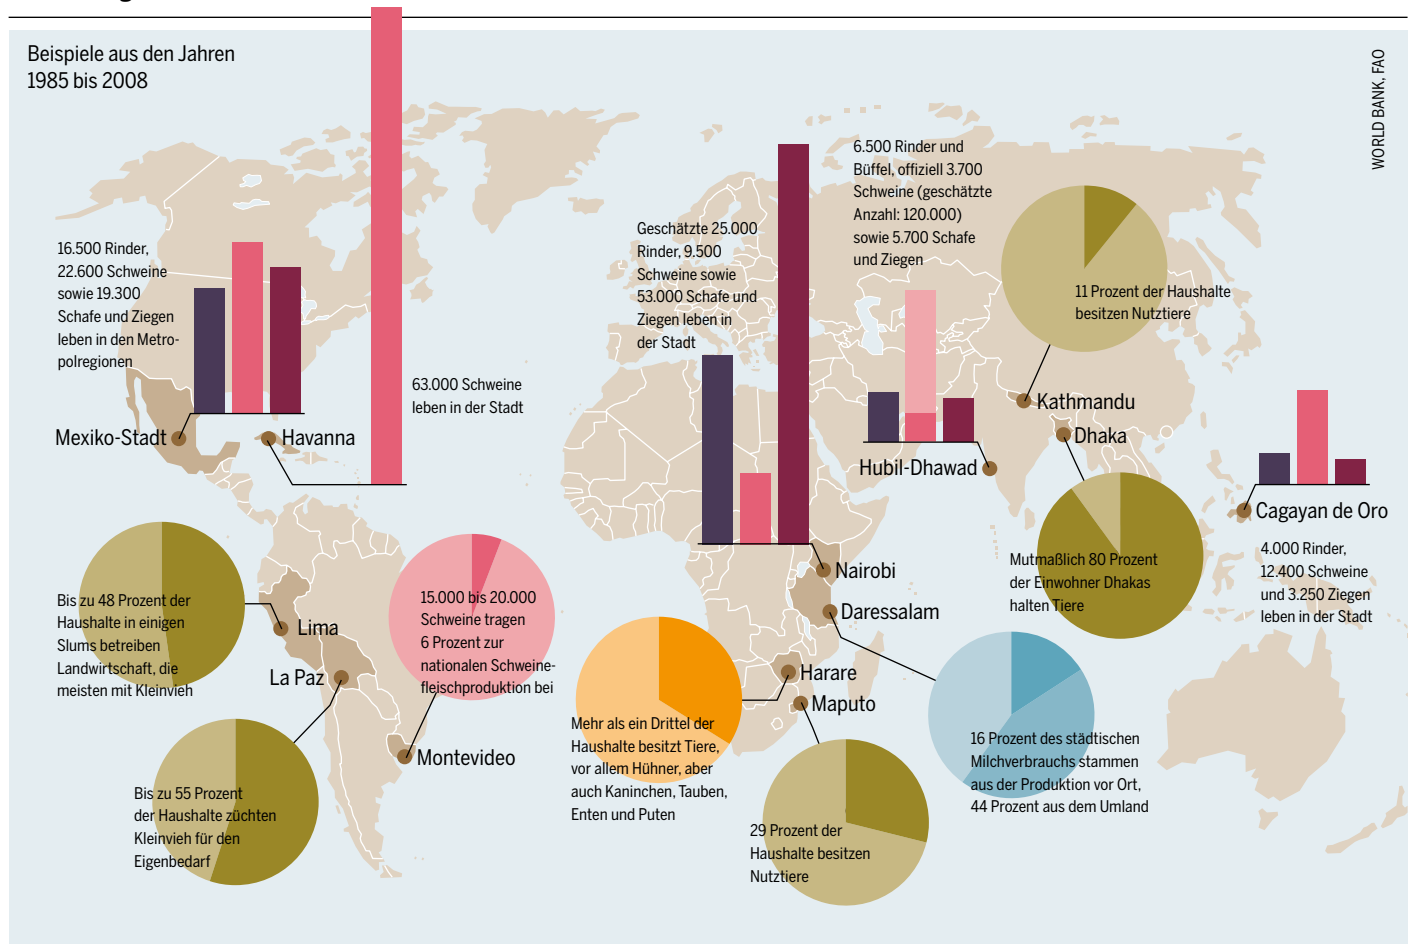 Beispiele aus den Jahren
1985 bis 2008
WORLD BANK, FAO
16.500 Rinder,
22.600 Schweine
sowie 19.300
Schafe und Ziegen
leben in den Metro-
polregionen
Mexiko-Stadt
Havanna
63.000 Schweine
leben in der Stadt
Geschätzte 25.000
Rinder, 9.500
Schweine sowie
53.000 Schafe und
Ziegen leben in
der Stadt
6.500 Rinder und
Büffel, offiziell 3.700
Schweine (geschätzte
Anzahl: 120.000)
sowie 5.700 Schafe
und Ziegen
11 Prozent der Haushalte
besitzen Nutztiere
Kathmandu
Dhaka
Hubil-Dhawad
Mutmaßlich 80 Prozent
der Einwohner Dhakas
halten Tiere
Cagayan de Oro
4.000 Rinder,
12.400 Schweine
und 3.250 Ziegen
leben in der Stadt
Nairobi
Daressalam
Bis zu 48 Prozent der
Haushalte in einigen
Slums betreiben
Landwirtschaft, die
meisten mit Kleinvieh
Lima
La Paz
15.000 bis 20.000
Schweine tragen
6 Prozent zur
nationalen Schweine-
fleischproduktion bei
Montevideo
Bis zu 55 Prozent
der Haushalte züchten
Kleinvieh für den
Eigenbedarf
Harare
Maputo
Mehr als ein Drittel der
Haushalte besitzt Tiere,
vor allem Hühner, aber
auch Kaninchen, Tauben,
Enten und Puten
16 Prozent des städtischen
Milchverbrauchs stammen
aus der Produktion vor Ort,
44 Prozent aus dem Umland
29 Prozent der
Haushalte besitzen
Nutztiere